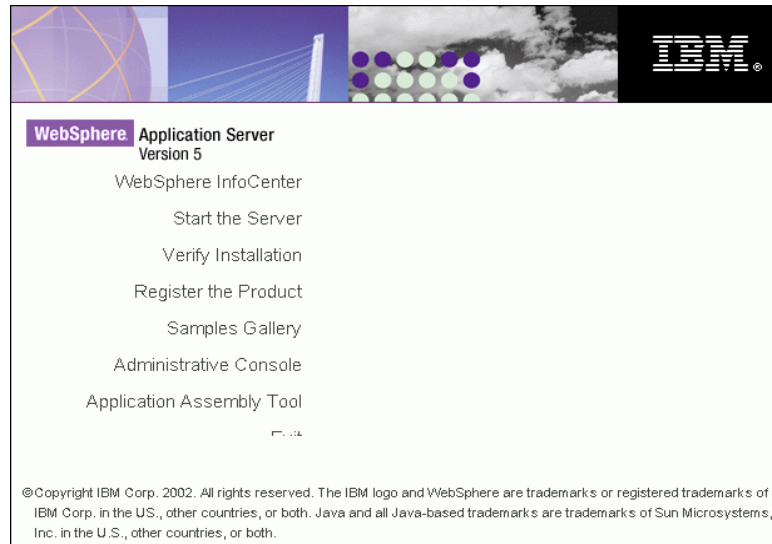 IBM®
WebSphere. Application Server
Version 5
WebSphere InfoCenter
Start the Server
Verify Installation
Register the Product
Samples Gallery
Administrative Console
Application Assembly Tool
Exit
©Copyright IBM Corp. 2002. All rights reserved. The IBM logo and WebSphere are trademarks or registered trademarks of
IBM Corp. in the US., other countries, or both. Java and all Java-based trademarks are trademarks of Sun Microsystems,
Inc. in the U.S., other countries, or both.